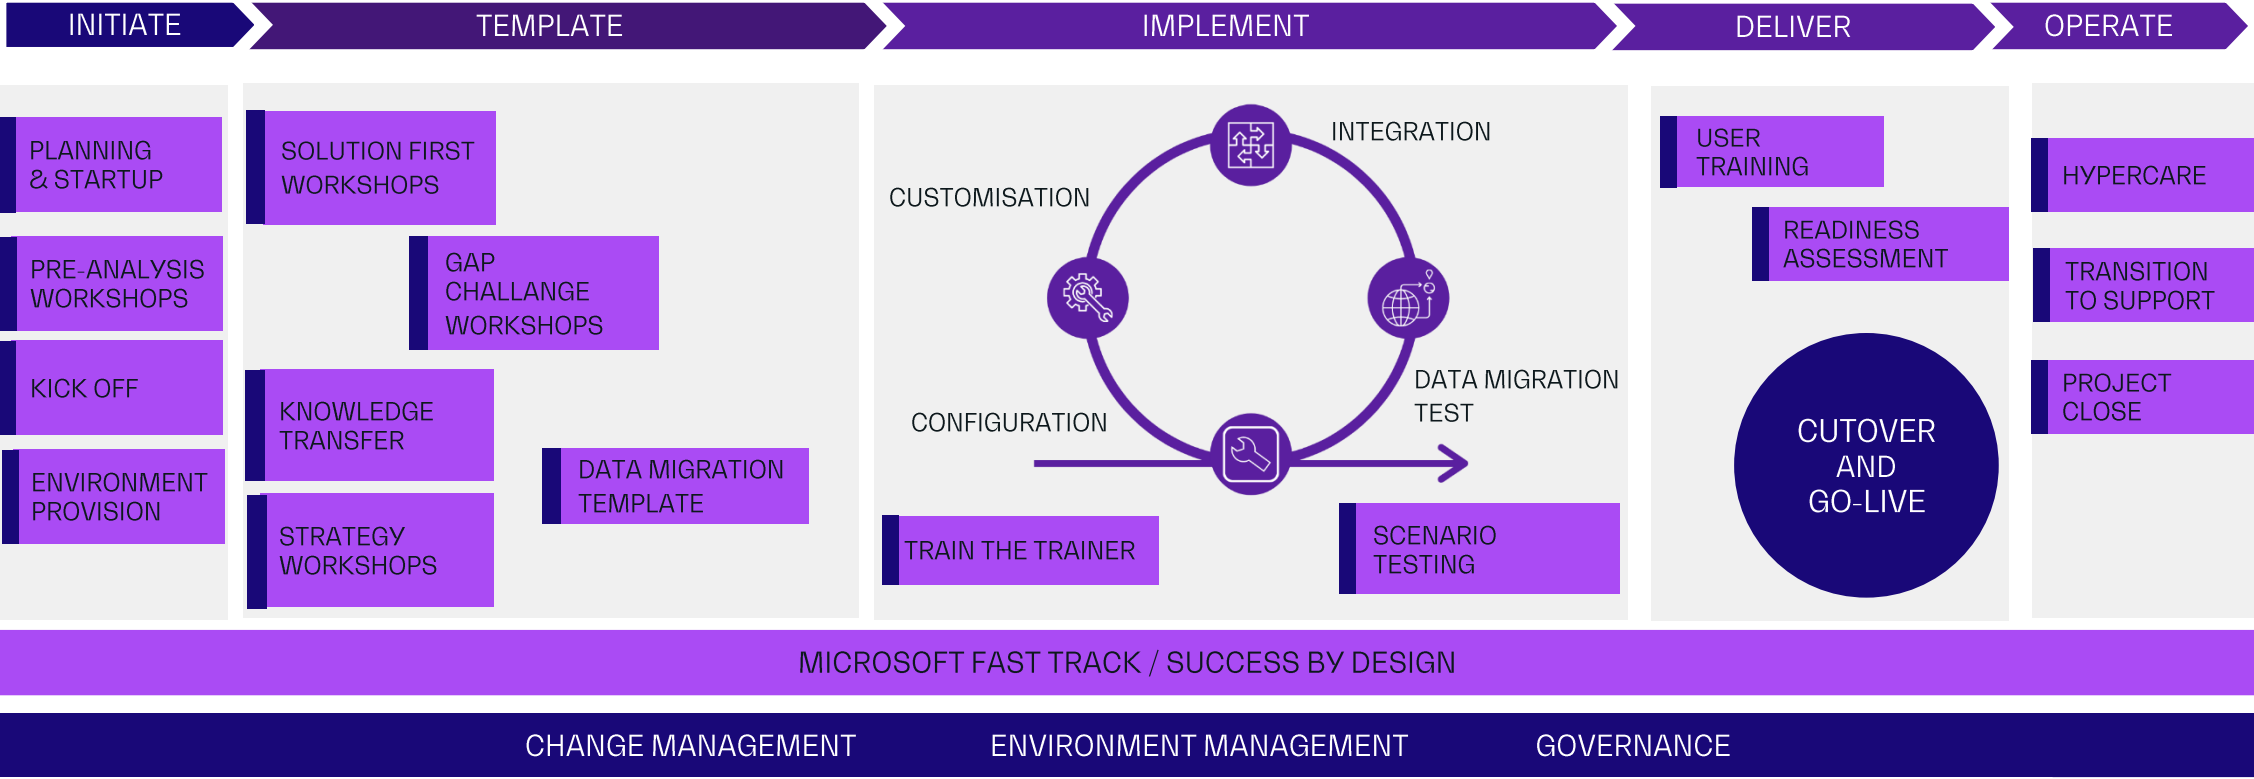 INITIATE
TEMPLATE
IMPLEMENT
DELIVER
OPERATE
PLANNING
& STARTUP
PRE-ANALYSIS
WORKSHOPS
KICK OFF
ENVIRONMENT
PROVISION
SOLUTION FIRST
WORKSHOPS
GAP
CHALLANGE
WORKSHOPS
KNOWLEDGE
TRANSFER
DATA MIGRATION
TEMPLATE
STRATEGY
WORKSHOPS
INTEGRATION
CUSTOMISATION
DATA MIGRATION
TEST
CONFIGURATION
TRAIN THE TRAINER
SCENARIO
TESTING
USER
TRAINING
READINESS
ASSESSMENT
CUTOVER
AND
GO-LIVE
HYPERCARE
TRANSITION
TO SUPPORT
PROJECT
CLOSE
MICROSOFT FAST TRACK / SUCCESS BY DESIGN
CHANGE MANAGEMENT
ENVIRONMENT MANAGEMENT
GOVERNANCE